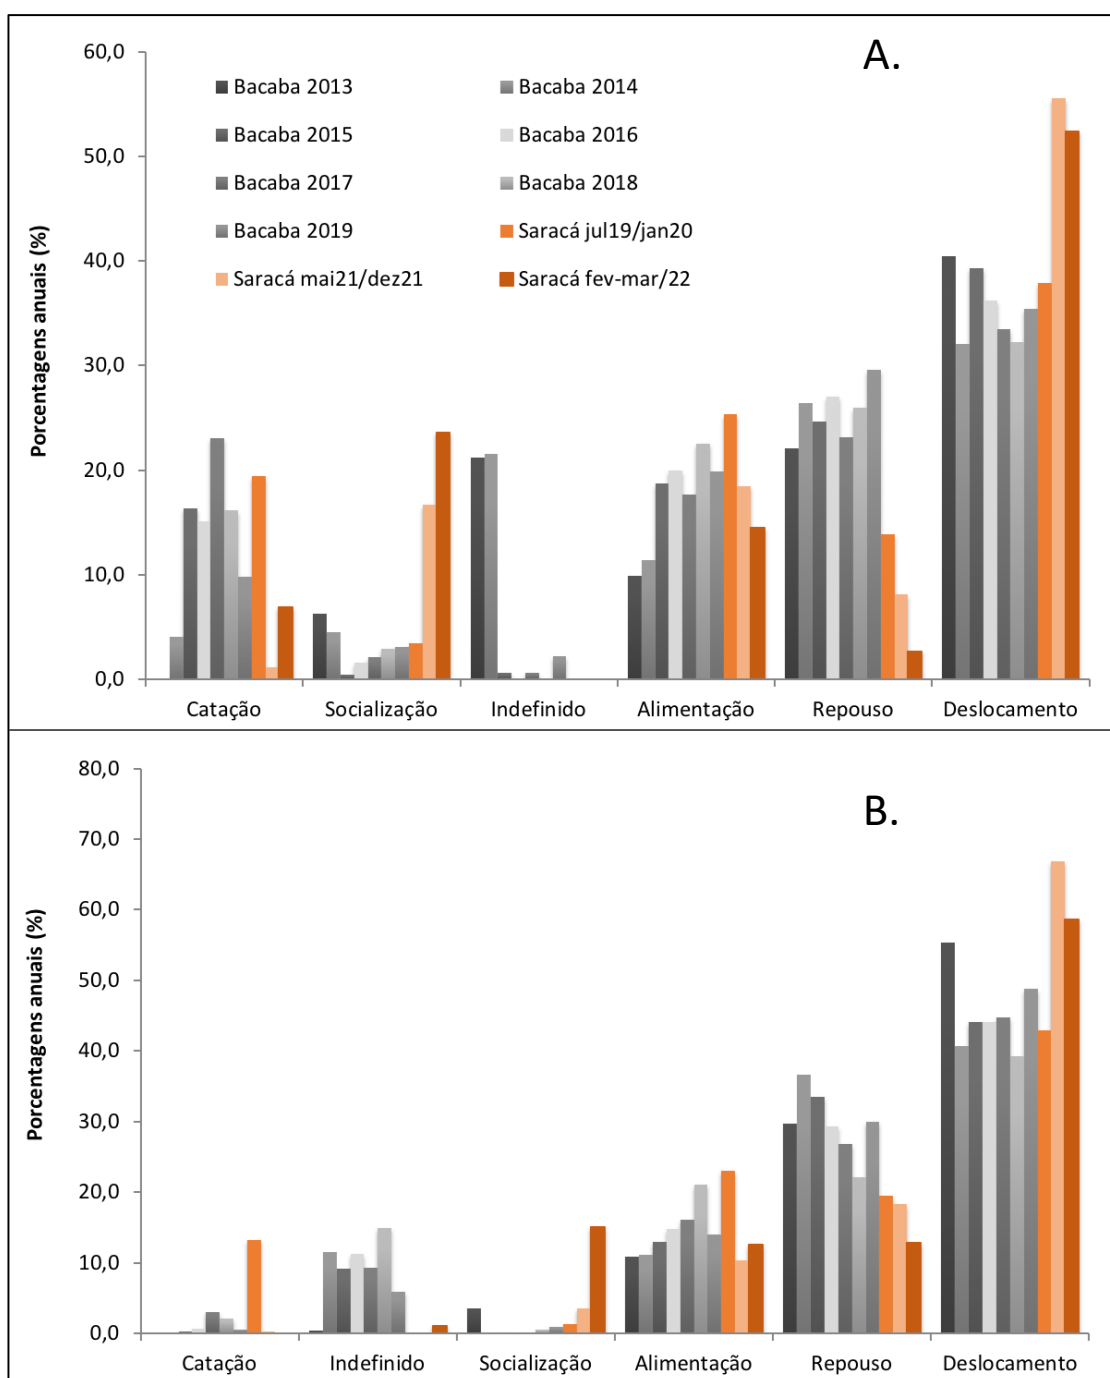 A.
60,0
50,0
40,0
30,0
20,0
10,0
0,0
Porcentagens anuais (%)
Bacaba 2013
Bacaba 2014
Bacaba 2015
Bacaba 2016
Bacaba 2017
Bacaba 2018
Bacaba 2019
Saracá jul19/jan20
Saracá mai21/dez21
Saracá fev-mar/22
Catação
Socialização
Indefinido
Alimentação
Repouso
Deslocamento
B.
80,0
70,0
60,0
50,0
40,0
30,0
20,0
10,0
0,0
Porcentagens anuais (%)
Catação
Indefinido
Socialização
Alimentação
Repouso
Deslocamento